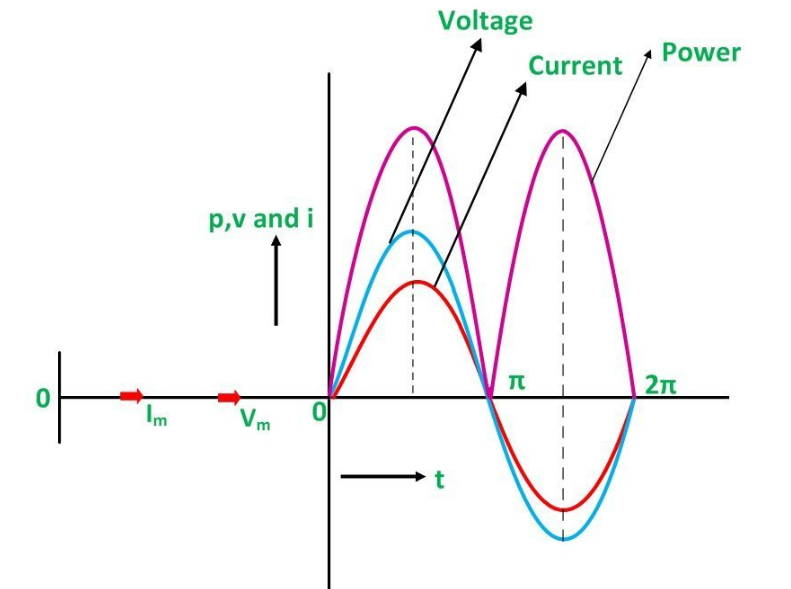 Voltage
Current
Power
p,v and i
π
2π
0
Iₘ
Vₘ
0
t